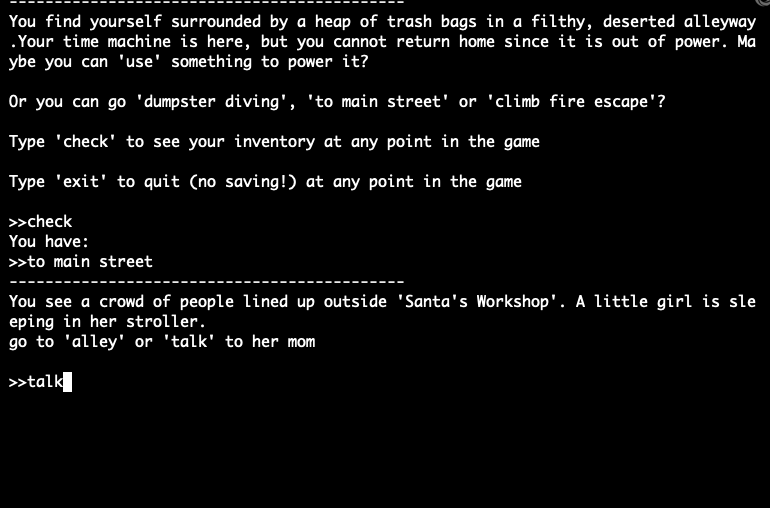 --------------------------------------------
You find yourself surrounded by a heap of trash bags in a filthy, deserted alleyway
.Your time machine is here, but you cannot return home since it is out of power. Ma
ybe you can 'use' something to power it?
Or you can go 'dumpster diving', 'to main street' or 'climb fire escape'?
Type 'check' to see your inventory at any point in the game
Type 'exit' to quit (no saving!) at any point in the game
>>check
You have:
>>to main street
--------------------------------------------
You see a crowd of people lined up outside 'Santa's Workshop'. A little girl is sle
eping in her stroller.
go to 'alley' or 'talk' to her mom
>>talk